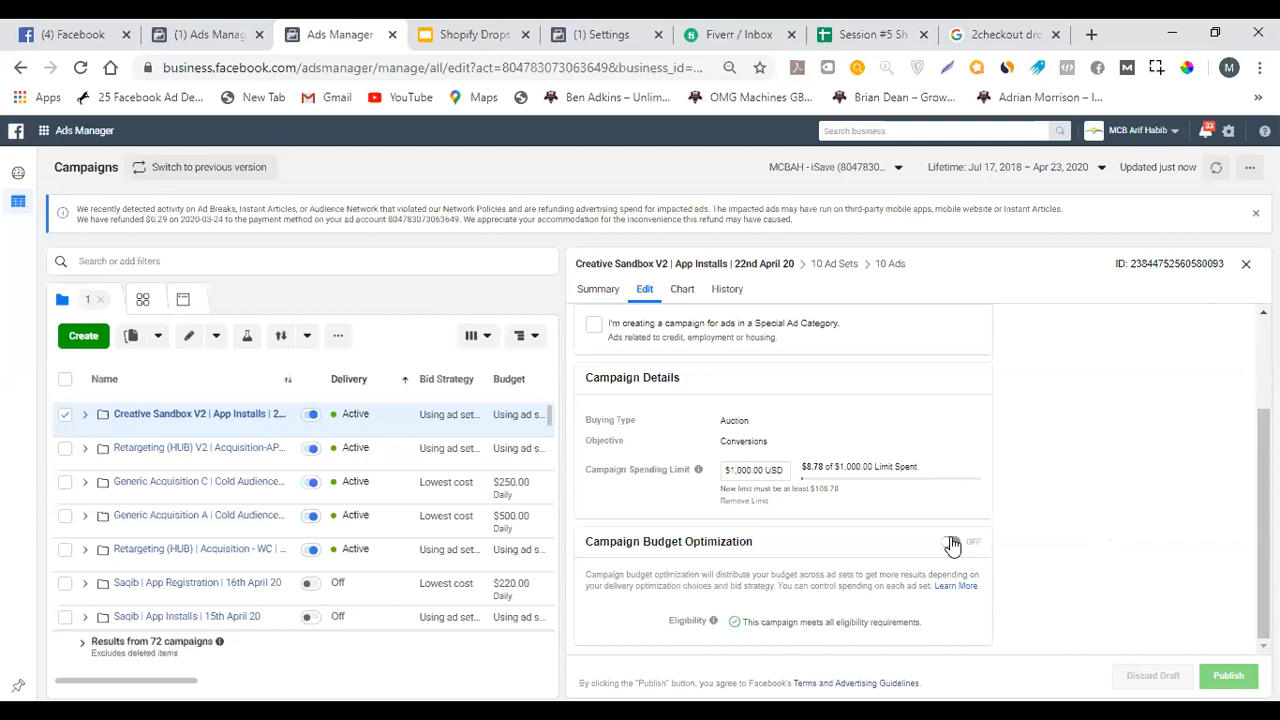 (4) Facebook
(1) Ads Manag
Ads Manager
Shopify Drops
(1) Settings
Fiverr / Inbox
Session #5 Sh
2checkout dro
business.facebook.com/adsmanager/manage/all/edit?act=804783073063649&business_id=...
M
Apps
25 Facebook Ad De...
New Tab
Gmail
YouTube
Maps
Ben Adkins – Unlim...
OMG Machines GB...
Brian Dean – Grow...
Adrian Morrison – I...
Ads Manager
Search business
MCB Arif Habib
33
Campaigns
Switch to previous version
MCBAH - iSave (8047830...
Lifetime: Jul 17, 2018 – Apr 23, 2020
Updated just now
We recently detected activity on Ad Breaks, Instant Articles, or Audience Network that violated our Network Policies and are refunding advertising spend for impacted ads. The impacted ads may have run on third-party mobile apps, mobile website or Instant Articles.
We have refunded $0.29 on 2020-03-24 to the payment method on your ad account 804783073063649. We appreciate your accommodation for the inconvenience this refund may have caused.
Search or add filters
1
Create
Name
Delivery
Bid Strategy
Budget
Creative Sandbox V2 | App Installs | 2...
Active
Using ad set...
Using ad s...
Retargeting (HUB) V2 | Acquisition-AP...
Active
Using ad set...
Using ad s...
Generic Acquisition C | Cold Audience...
Active
Lowest cost
$250.00
Daily
Generic Acquisition A | Cold Audience...
Active
Lowest cost
$500.00
Daily
Retargeting (HUB) | Acquisition - WC | ...
Active
Using ad set...
Using ad s...
Saqib | App Registration | 16th April 20
Off
Lowest cost
$220.00
Daily
Saqib | App Installs | 15th April 20
Off
Using ad set...
Using ad s...
Results from 72 campaigns
Excludes deleted items
Creative Sandbox V2 | App Installs | 22nd April 20
10 Ad Sets
10 Ads
ID: 23844752560580093
Summary
Edit
Chart
History
I'm creating a campaign for ads in a Special Ad Category.
Ads related to credit, employment or housing.
Campaign Details
Buying Type
Auction
Objective
Conversions
Campaign Spending Limit
$1,000.00 USD
$8.78 of $1,000.00 Limit Spent
New limit must be at least $108.78
Remove Limit
Campaign Budget Optimization
OFF
Campaign budget optimization will distribute your budget across ad sets to get more results depending on
your delivery optimization choices and bid strategy. You can control spending on each ad set. Learn More
Eligibility
This campaign meets all eligibility requirements.
By clicking the "Publish" button, you agree to Facebook's Terms and Advertising Guidelines.
Discard Draft
Publish